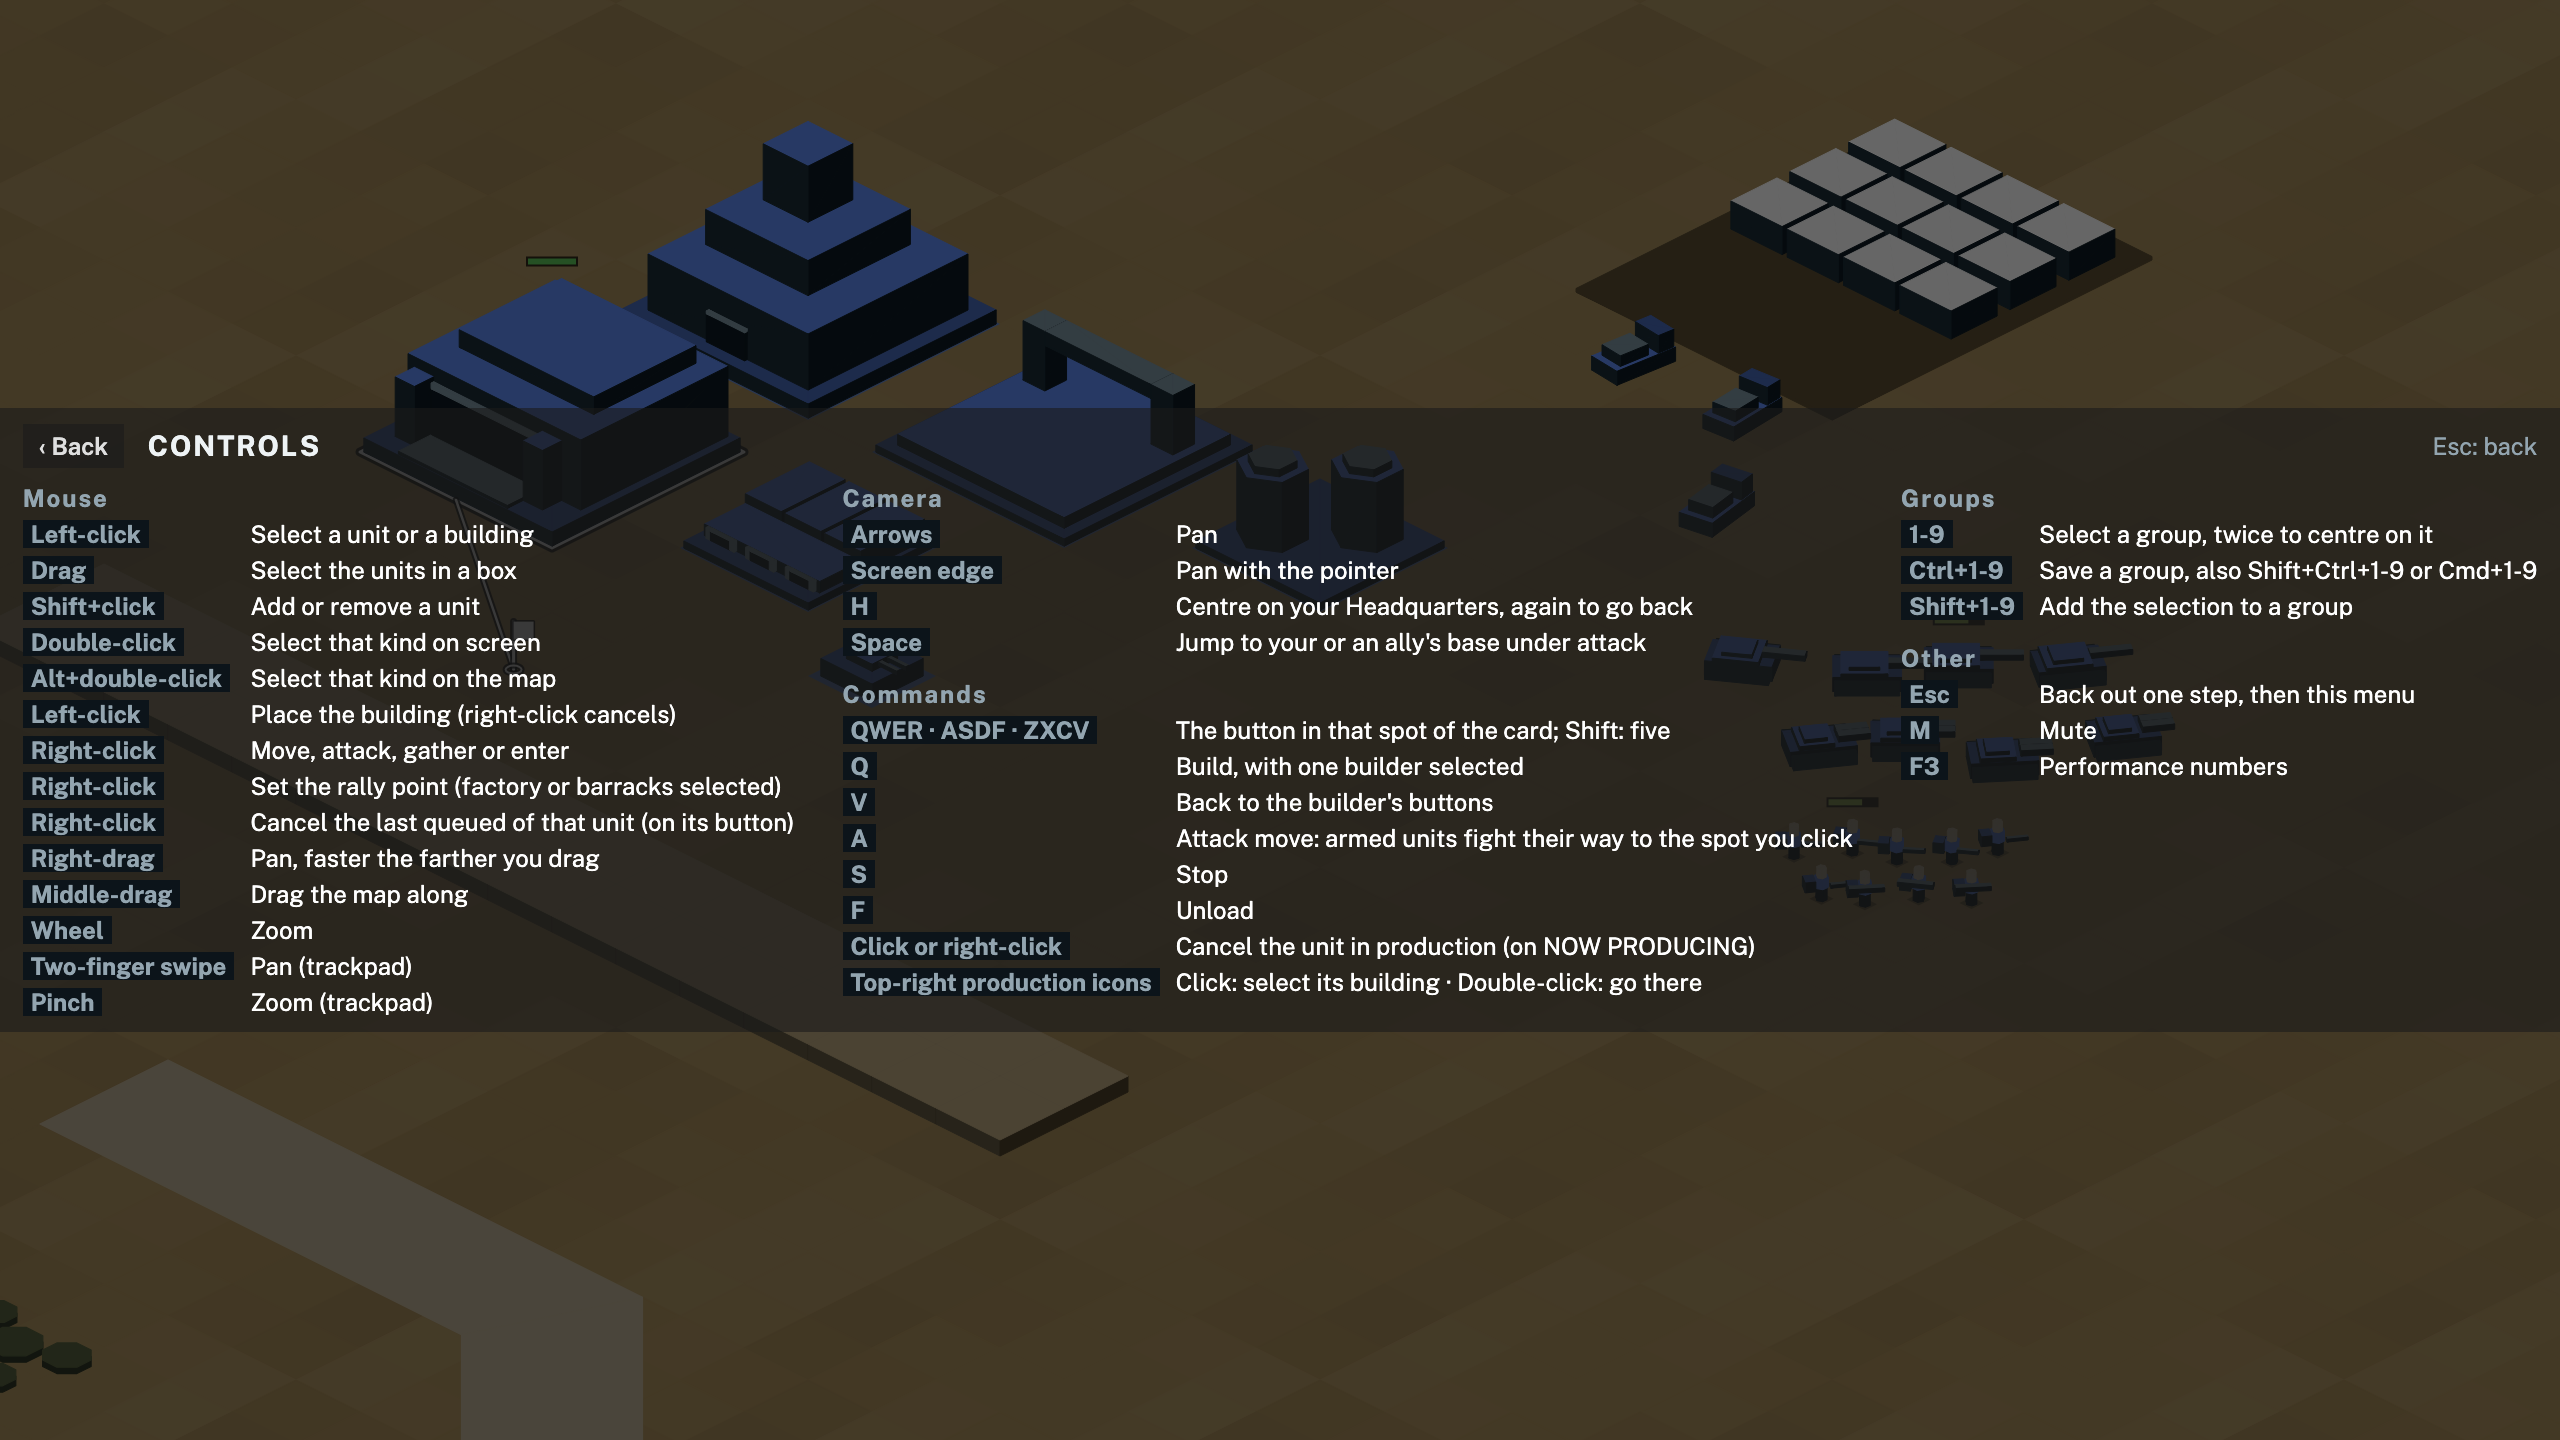 ‹ Back CONTROLS Esc: back
Mouse
Left-click Select a unit or a building
Drag Select the units in a box
Shift+click Add or remove a unit
Double-click Select that kind on screen
Alt+double-click Select that kind on the map
Left-click Place the building (right-click cancels)
Right-click Move, attack, gather or enter
Right-click Set the rally point (factory or barracks selected)
Right-click Cancel the last queued of that unit (on its button)
Right-drag Pan, faster the farther you drag
Middle-drag Drag the map along
Wheel Zoom
Two-finger swipe Pan (trackpad)
Pinch Zoom (trackpad)
Camera
Arrows Pan
Screen edge Pan with the pointer
H Centre on your Headquarters, again to go back
Space Jump to your or an ally's base under attack
Commands
QWER · ASDF · ZXCV The button in that spot of the card; Shift: five
Q Build, with one builder selected
V Back to the builder's buttons
A Attack move: armed units fight their way to the spot you click
S Stop
F Unload
Click or right-click Cancel the unit in production (on NOW PRODUCING)
Top-right production icons Click: select its building · Double-click: go there
Groups
1-9 Select a group, twice to centre on it
Ctrl+1-9 Save a group, also Shift+Ctrl+1-9 or Cmd+1-9
Shift+1-9 Add the selection to a group
Other
Esc Back out one step, then this menu
M Mute
F3 Performance numbers